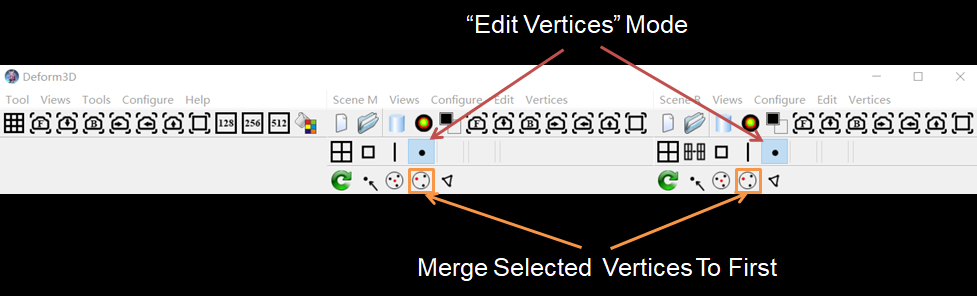 “Edit Vertices” Mode
Deform3D
Tool Views Tools Configure Help
Scene M Views Configure Edit Vertices
Scene R Views Configure Edit Vertices
F B 128 256 512
F B
F B
Merge Selected Vertices To First